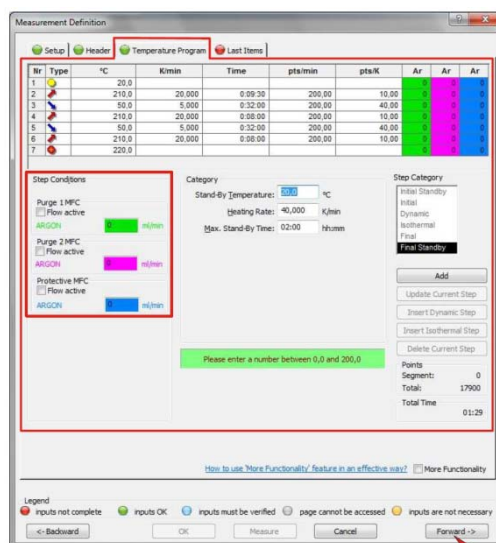 Measurement Definition
Setup Header Temperature Program Last Items
Nr Type °C K/min Time pts/min pts/K Ar Ar Ar
1 20,0 0 0 0
2 210,0 20,000 0:09:30 200,00 10,00 0 0 0
3 50,0 5,000 0:32:00 200,00 40,00 0 0 0
4 210,0 20,000 0:08:00 200,00 10,00 0 0 0
5 50,0 5,000 0:32:00 200,00 40,00 0 0 0
6 210,0 20,000 0:08:00 200,00 10,00 0 0 0
7 220,0 0 0 0
Step Conditions
Purge 1 MFC
Flow active
ARGON 0 ml/min
Purge 2 MFC
Flow active
ARGON 0 ml/min
Protective MFC
Flow active
ARGON 0 ml/min
Category
Stand-By Temperature: 20,0 °C
Heating Rate: 40,000 K/min
Max. Stand-By Time: 02:00 hh:mm
Please enter a number between 0,0 and 200,0
Step Category
Initial Standby
Initial
Dynamic
Isothermal
Final
Final Standby
Add
Update Current Step
Insert Dynamic Step
Insert Isothermal Step
Delete Current Step
Points
Segment: 0
Total: 17900
Total Time
01:29
How to use 'More Functionality' feature in an effective way? More Functionality
Legend
inputs not complete inputs OK inputs must be verified page cannot be accessed inputs are not necessary
<- Backward OK Measure Cancel Forward ->